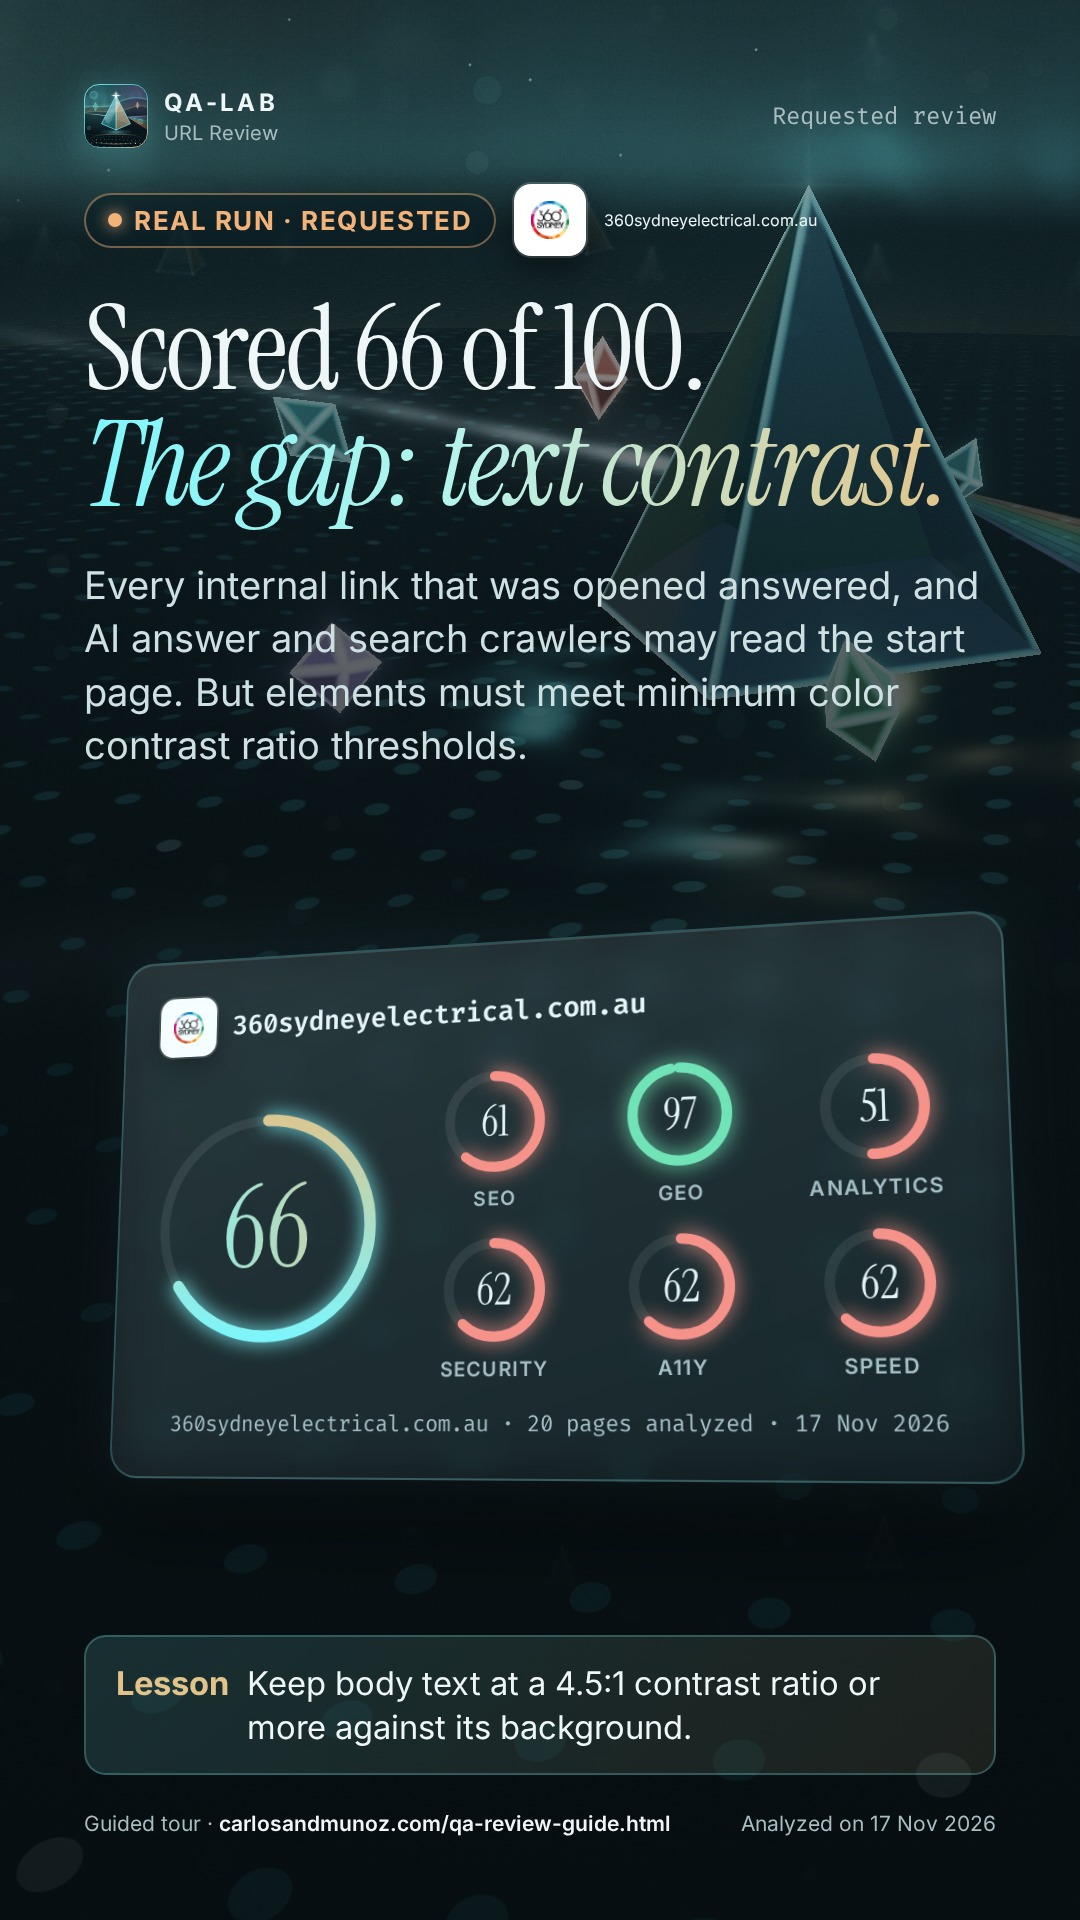 QA-LAB
URL Review
Requested review
REAL RUN · REQUESTED
360° SYDNEY
360sydneyelectrical.com.au
Scored 66 of 100.
The gap: text contrast.
Every internal link that was opened answered, and
AI answer and search crawlers may read the start
page. But elements must meet minimum color
contrast ratio thresholds.
360° SYDNEY
360sydneyelectrical.com.au
66
61
SEO
97
GEO
51
ANALYTICS
62
SECURITY
62
A11Y
62
SPEED
360sydneyelectrical.com.au · 20 pages analyzed · 17 Nov 2026
Lesson Keep body text at a 4.5:1 contrast ratio or
more against its background.
Guided tour · carlosandmunoz.com/qa-review-guide.html
Analyzed on 17 Nov 2026